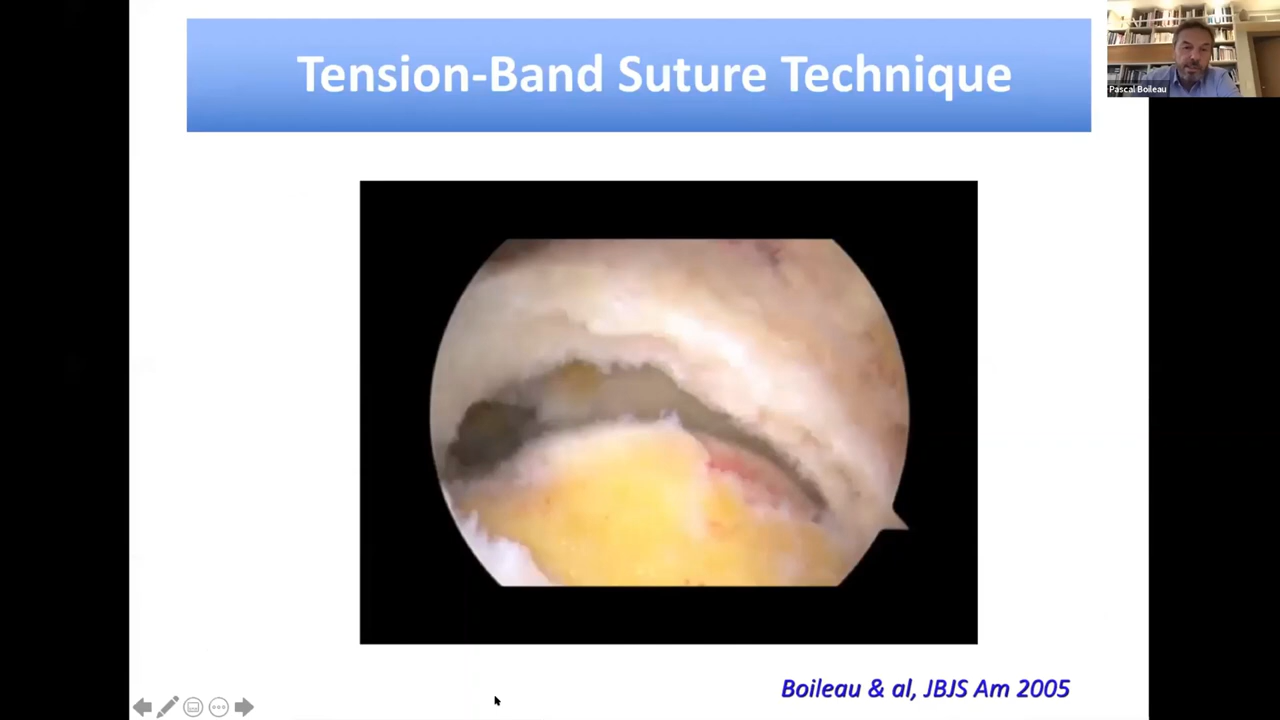 Tension-Band Suture Technique
Pascal Boileau
Boileau & al, JBJS Am 2005